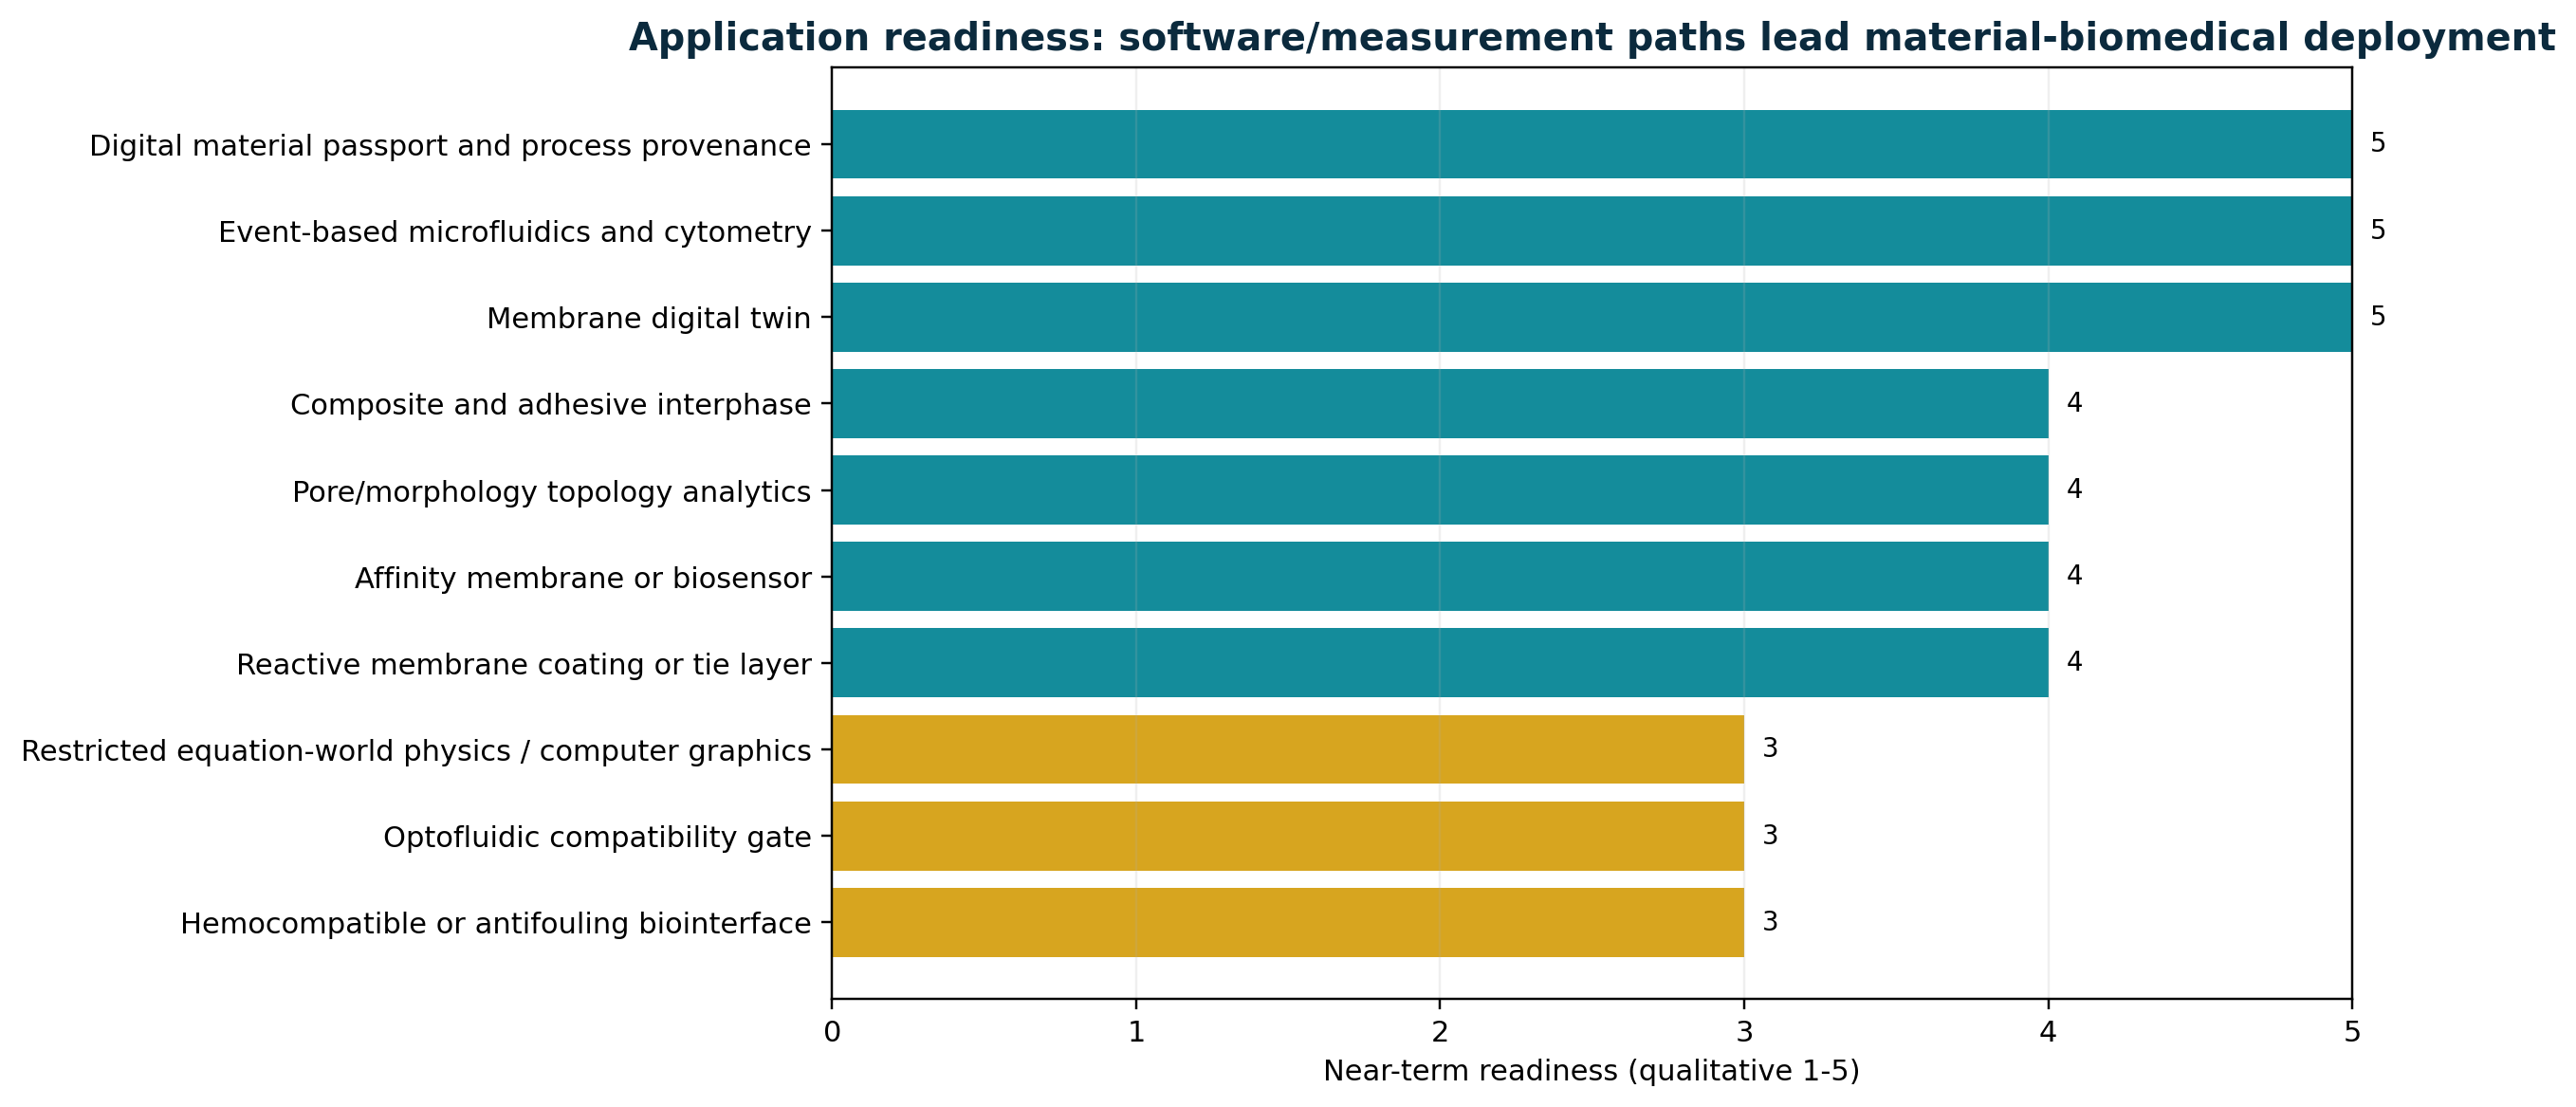 Application readiness: software/measurement paths lead material-biomedical deployment
Digital material passport and process provenance 5
Event-based microfluidics and cytometry 5
Membrane digital twin 5
Composite and adhesive interphase 4
Pore/morphology topology analytics 4
Affinity membrane or biosensor 4
Reactive membrane coating or tie layer 4
Restricted equation-world physics / computer graphics 3
Optofluidic compatibility gate 3
Hemocompatible or antifouling biointerface 3
0 1 2 3 4 5
Near-term readiness (qualitative 1-5)